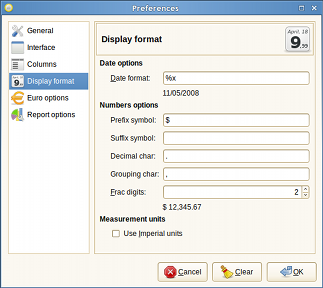 Preferences
General
Interface
Columns
Display format
Euro options
Report options
Display format
April, 18
9.99
Date options
Date format: %x
11/05/2008
Numbers options
Prefix symbol: $
Suffix symbol:
Decimal char: .
Grouping char: ,
Frac digits: 2
$ 12,345.67
Measurement units
Use Imperial units
Cancel
Clear
OK